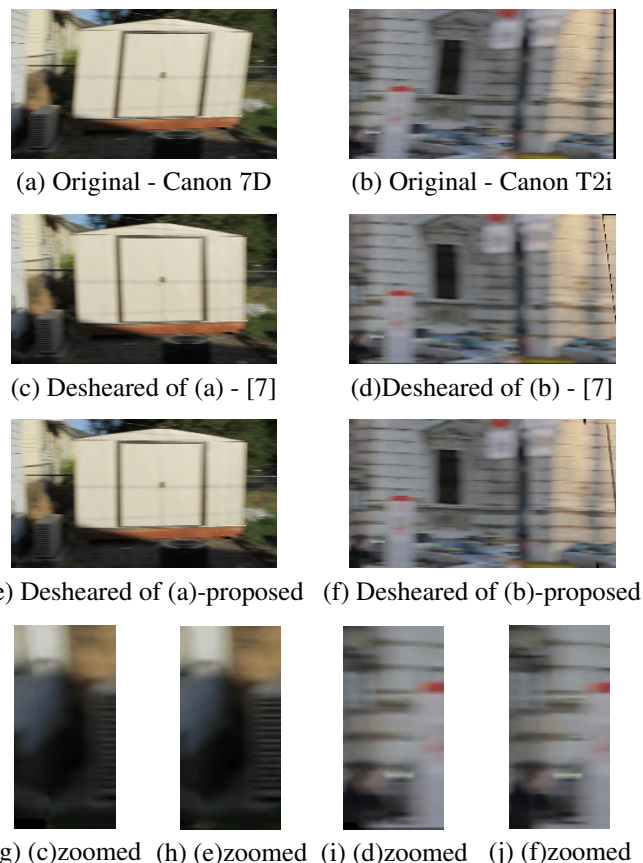 (a) Original - Canon 7D (b) Original - Canon T2i
(c) Desheared of (a) - [7] (d)Desheared of (b) - [7]
e) Desheared of (a)-proposed (f) Desheared of (b)-proposed
g) (c)zoomed (h) (e)zoomed (i) (d)zoomed (j) (f)zoomed